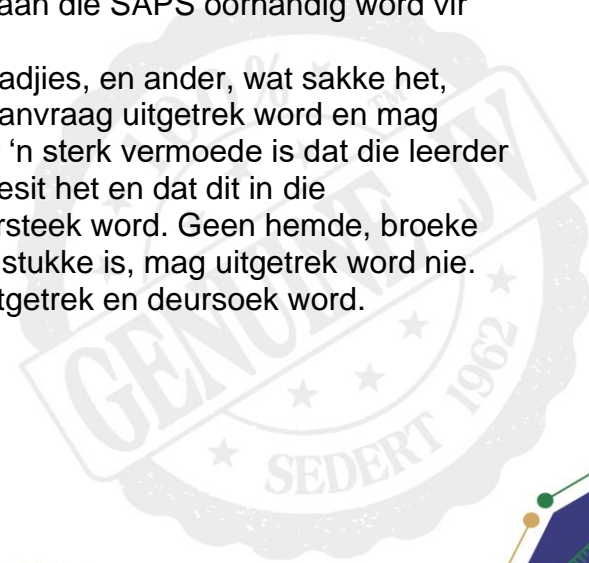 aan die SAPS oorhandig word vir
adjies, en ander, wat sakke het,
anvraag uitgetrek word en mag
‘n sterk vermoede is dat die leerder
esit het en dat dit in die
rsteek word. Geen hemde, broeke
stukke is, mag uitgetrek word nie.
tgetrek en deursoek word.
100 %
™
GENUINE JV
SEDERT 1962